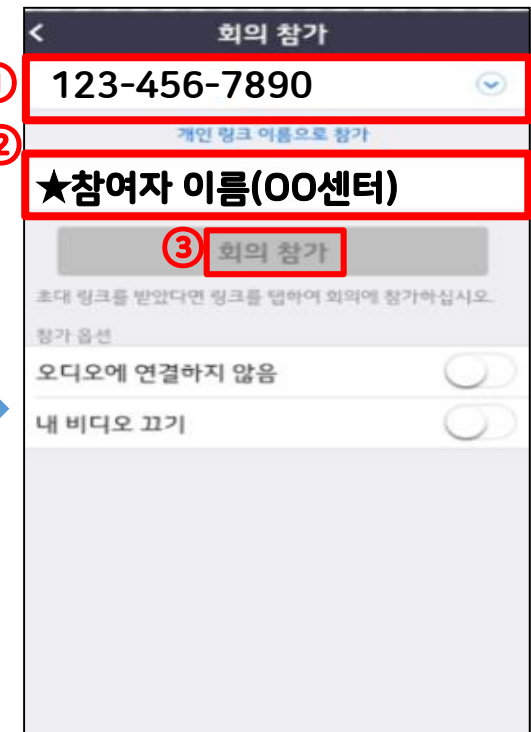 < 회의 참가
① 123-456-7890
개인 링크 이름으로 참가
②
★참여자 이름(OO센터)
③ 회의 참가
초대 링크를 받았다면 링크를 탭하여 회의에 참가하십시오.
참가 옵션
오디오에 연결하지 않음
내 비디오 끄기